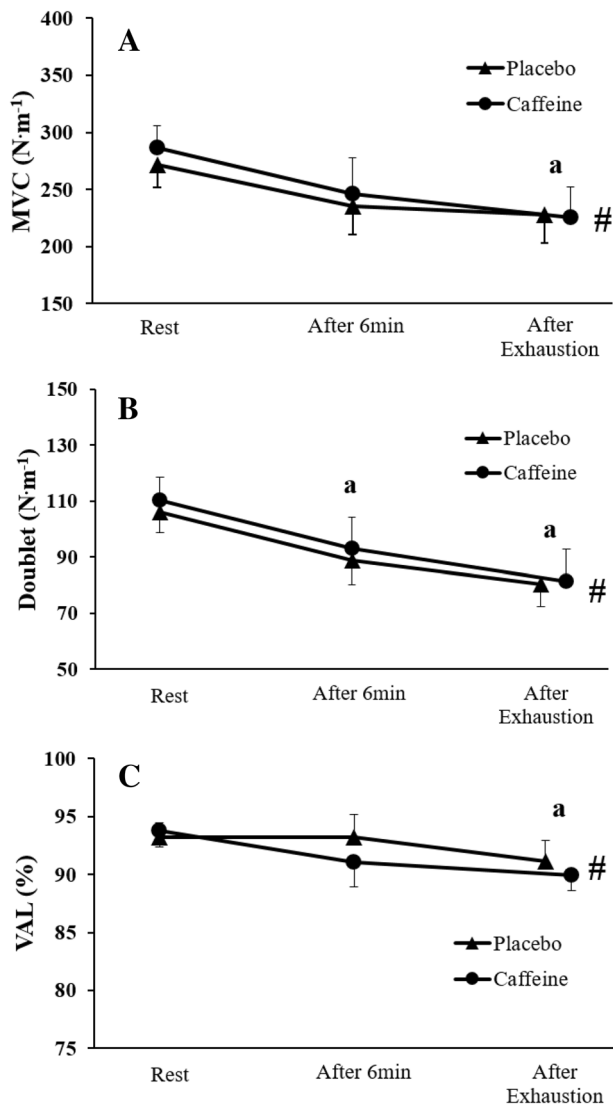 A
400
350
300
250
200
150
MVC (N·m⁻¹)
Placebo
Caffeine
a
#
Rest
After 6min
After
Exhaustion
B
150
130
110
90
70
50
Doublet (N·m⁻¹)
Placebo
Caffeine
a
a
#
Rest
After 6min
After
Exhaustion
C
100
95
90
85
80
75
VAL (%)
a
#
Placebo
Caffeine
Rest
After 6min
After
Exhaustion